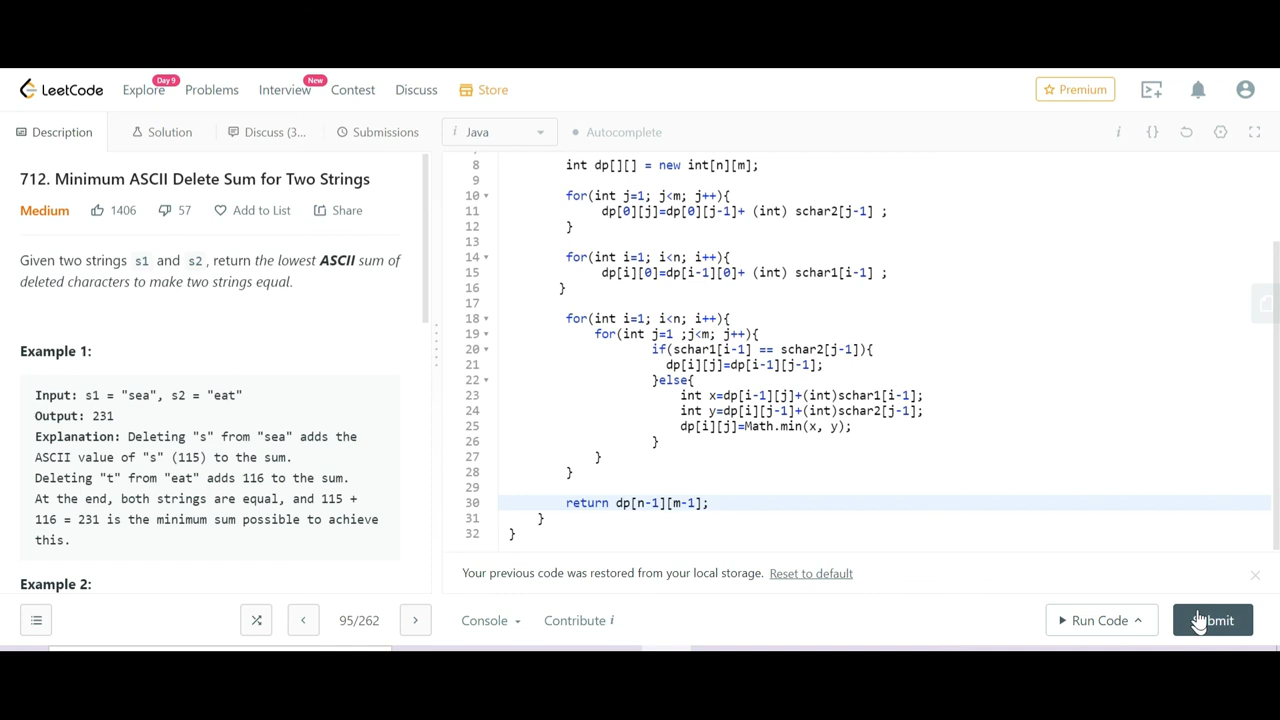 LeetCode
Explore
Day 9
Problems
Interview
New
Contest
Discuss
Store
Premium
Description
Solution
Discuss (3...
Submissions
i Java
Autocomplete
i
{}
712. Minimum ASCII Delete Sum for Two Strings
Medium
1406
57
Add to List
Share
Given two strings s1 and s2, return the lowest ASCII sum of
deleted characters to make two strings equal.
Example 1:
Input: s1 = "sea", s2 = "eat"
Output: 231
Explanation: Deleting "s" from "sea" adds the
ASCII value of "s" (115) to the sum.
Deleting "t" from "eat" adds 116 to the sum.
At the end, both strings are equal, and 115 +
116 = 231 is the minimum sum possible to achieve
this.
Example 2:
8 int dp[][] = new int[n][m];
9
10 for(int j=1; j<m; j++){
11 dp[0][j]=dp[0][j-1]+ (int) schar2[j-1] ;
12 }
13
14 for(int i=1; i<n; i++){
15 dp[i][0]=dp[i-1][0]+ (int) schar1[i-1] ;
16 }
17
18 for(int i=1; i<n; i++){
19 for(int j=1 ;j<m; j++){
20 if(schar1[i-1] == schar2[j-1]){
21 dp[i][j]=dp[i-1][j-1];
22 }else{
23 int x=dp[i-1][j]+(int)schar1[i-1];
24 int y=dp[i][j-1]+(int)schar2[j-1];
25 dp[i][j]=Math.min(x, y);
26 }
27 }
28 }
29
30 return dp[n-1][m-1];
31 }
32 }
Your previous code was restored from your local storage. Reset to default
95/262
Console
Contribute i
Run Code
Submit